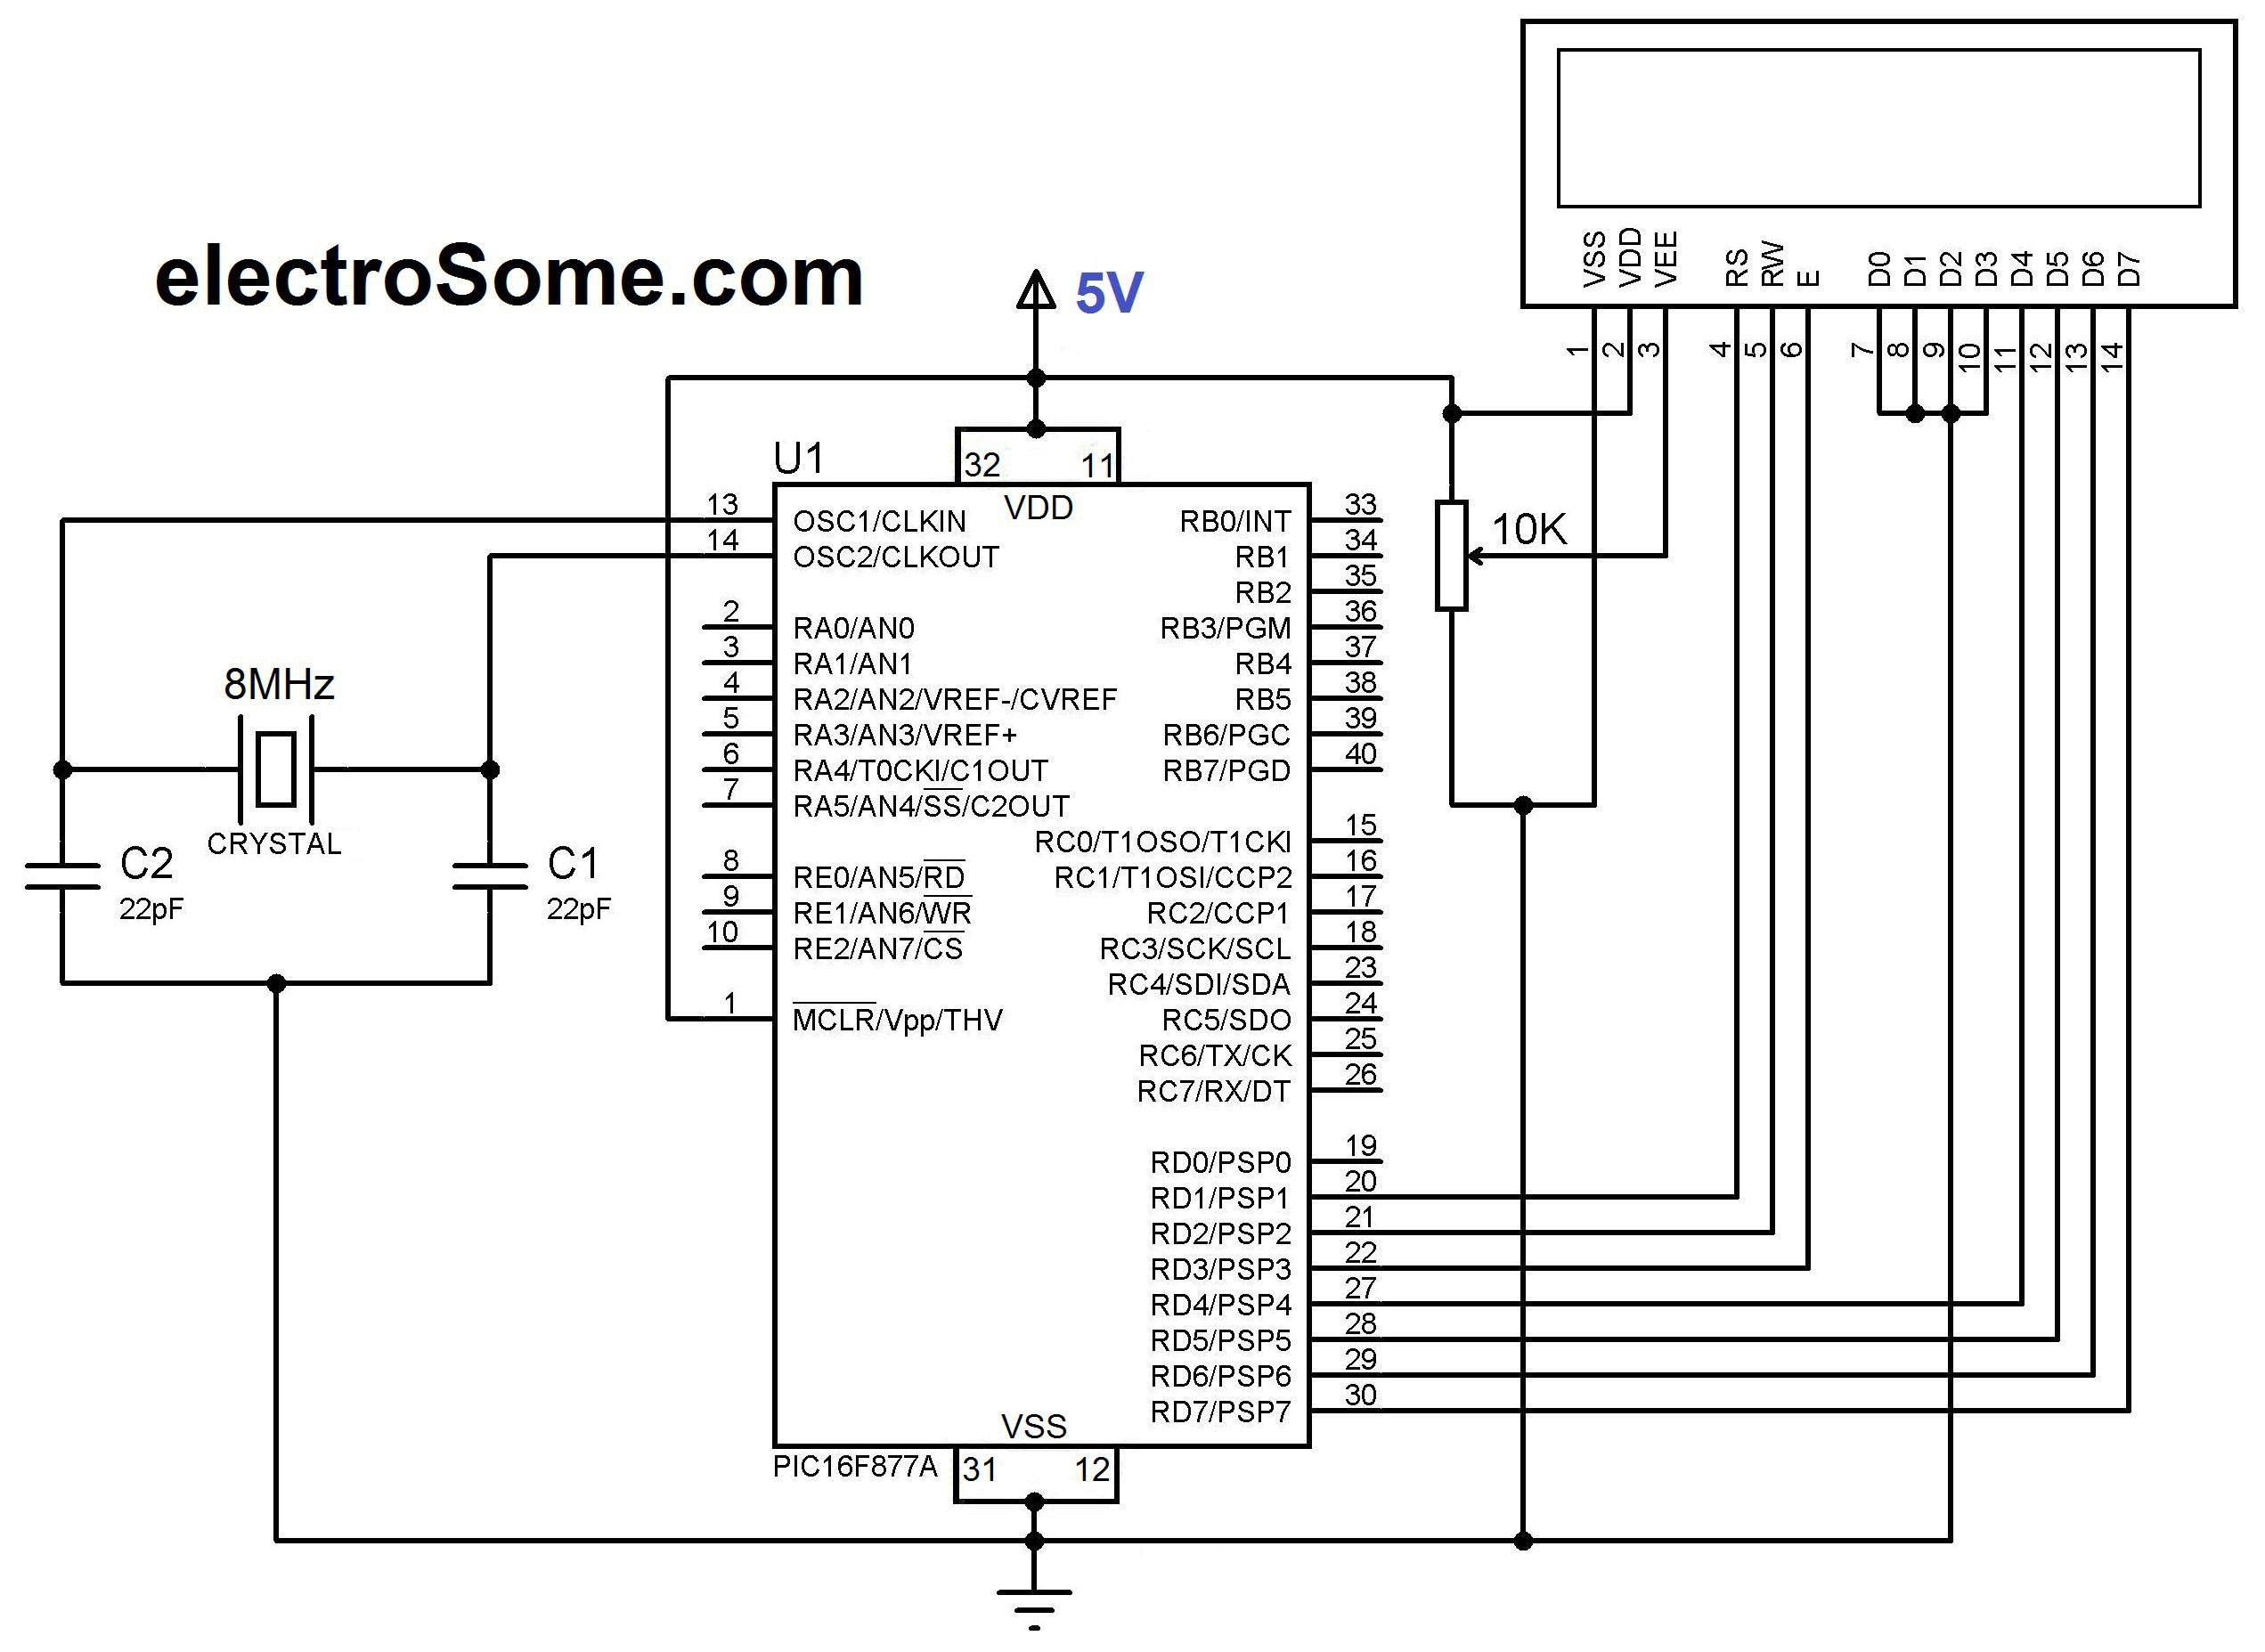 electroSome.com
5V
VSS
VDD
VEE
RS
RW
E
D0
D1
D2
D3
D4
D5
D6
D7
1
2
3
4
5
6
7
8
9
10
11
12
13
14
U1
32 11
VDD
13 OSC1/CLKIN
14 OSC2/CLKOUT
2 RA0/AN0
3 RA1/AN1
4 RA2/AN2/VREF-/CVREF
5 RA3/AN3/VREF+
6 RA4/T0CKI/C1OUT
7 RA5/AN4/SS/C2OUT
8 RE0/AN5/RD
9 RE1/AN6/WR
10 RE2/AN7/CS
1 MCLR/Vpp/THV
RB0/INT 33
RB1 34
RB2 35
RB3/PGM 36
RB4 37
RB5 38
RB6/PGC 39
RB7/PGD 40
RC0/T1OSO/T1CKI 15
RC1/T1OSI/CCP2 16
RC2/CCP1 17
RC3/SCK/SCL 18
RC4/SDI/SDA 23
RC5/SDO 24
RC6/TX/CK 25
RC7/RX/DT 26
RD0/PSP0 19
RD1/PSP1 20
RD2/PSP2 21
RD3/PSP3 22
RD4/PSP4 27
RD5/PSP5 28
RD6/PSP6 29
RD7/PSP7 30
VSS
PIC16F877A
31 12
10K
8MHz
CRYSTAL
C2
22pF
C1
22pF